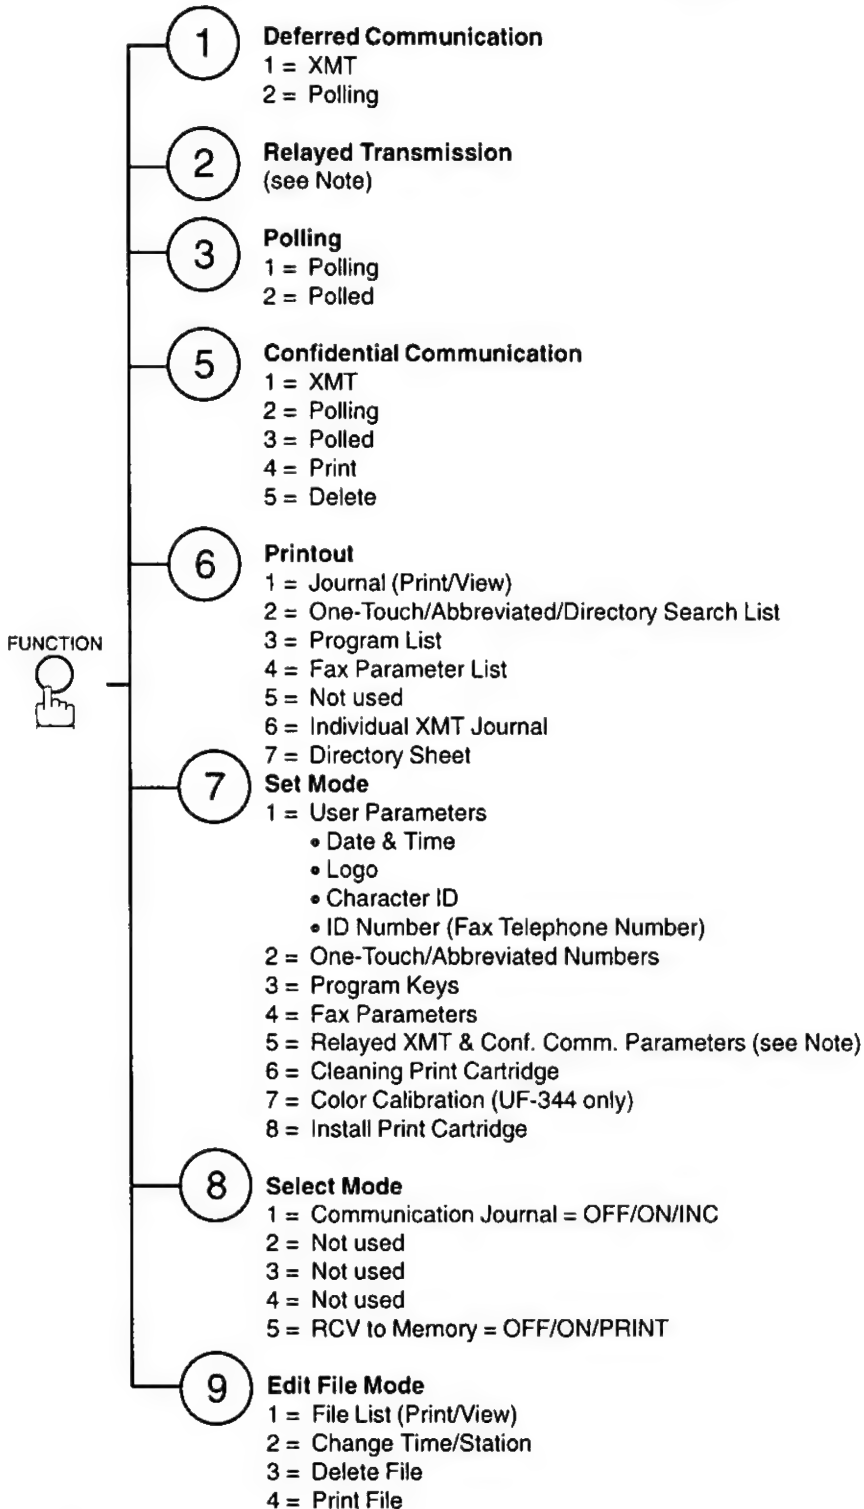 1
Deferred Communication
1 = XMT
2 = Polling
2
Relayed Transmission
(see Note)
3
Polling
1 = Polling
2 = Polled
5
Confidential Communication
1 = XMT
2 = Polling
3 = Polled
4 = Print
5 = Delete
6
Printout
1 = Journal (Print/View)
2 = One-Touch/Abbreviated/Directory Search List
3 = Program List
4 = Fax Parameter List
5 = Not used
6 = Individual XMT Journal
7 = Directory Sheet
FUNCTION
7
Set Mode
1 = User Parameters
• Date & Time
• Logo
• Character ID
• ID Number (Fax Telephone Number)
2 = One-Touch/Abbreviated Numbers
3 = Program Keys
4 = Fax Parameters
5 = Relayed XMT & Conf. Comm. Parameters (see Note)
6 = Cleaning Print Cartridge
7 = Color Calibration (UF-344 only)
8 = Install Print Cartridge
8
Select Mode
1 = Communication Journal = OFF/ON/INC
2 = Not used
3 = Not used
4 = Not used
5 = RCV to Memory = OFF/ON/PRINT
9
Edit File Mode
1 = File List (Print/View)
2 = Change Time/Station
3 = Delete File
4 = Print File